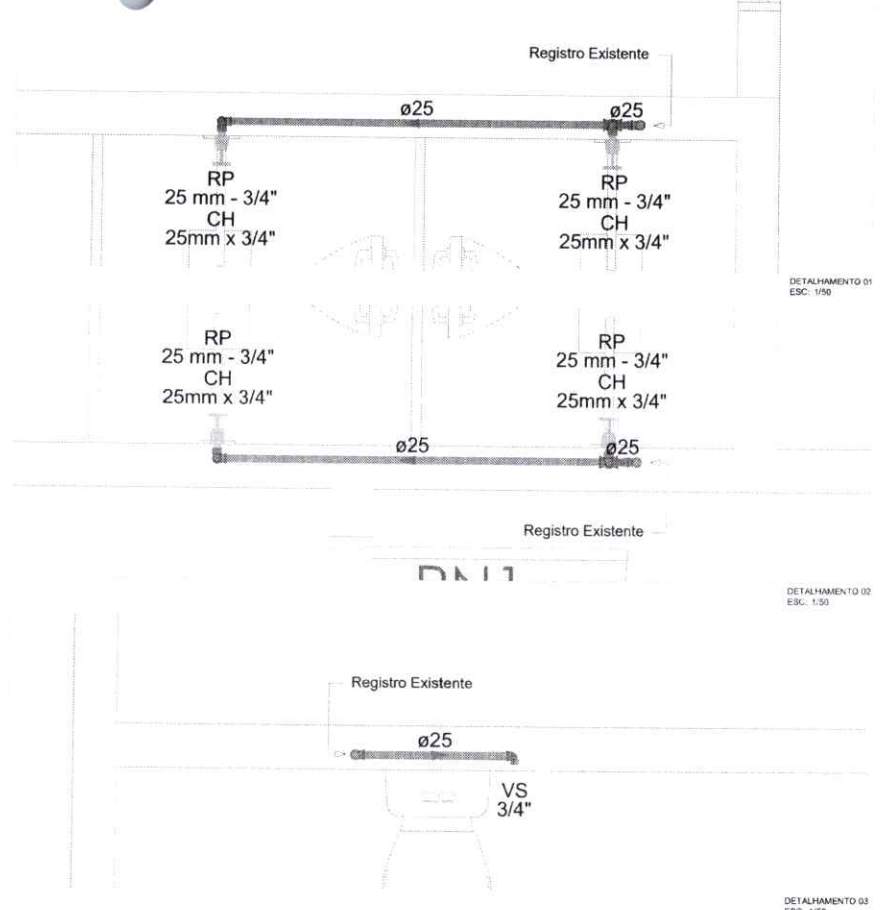 Registro Existente
ø25
ø25
RP
25 mm - 3/4"
CH
25mm x 3/4"
RP
25 mm - 3/4"
CH
25mm x 3/4"
DETALHAMENTO 01
ESC: 1/50
RP
25 mm - 3/4"
CH
25mm x 3/4"
RP
25 mm - 3/4"
CH
25mm x 3/4"
ø25
ø25
Registro Existente
DETALHAMENTO 02
ESC: 1/50
Registro Existente
ø25
VS
3/4"
DETALHAMENTO 03